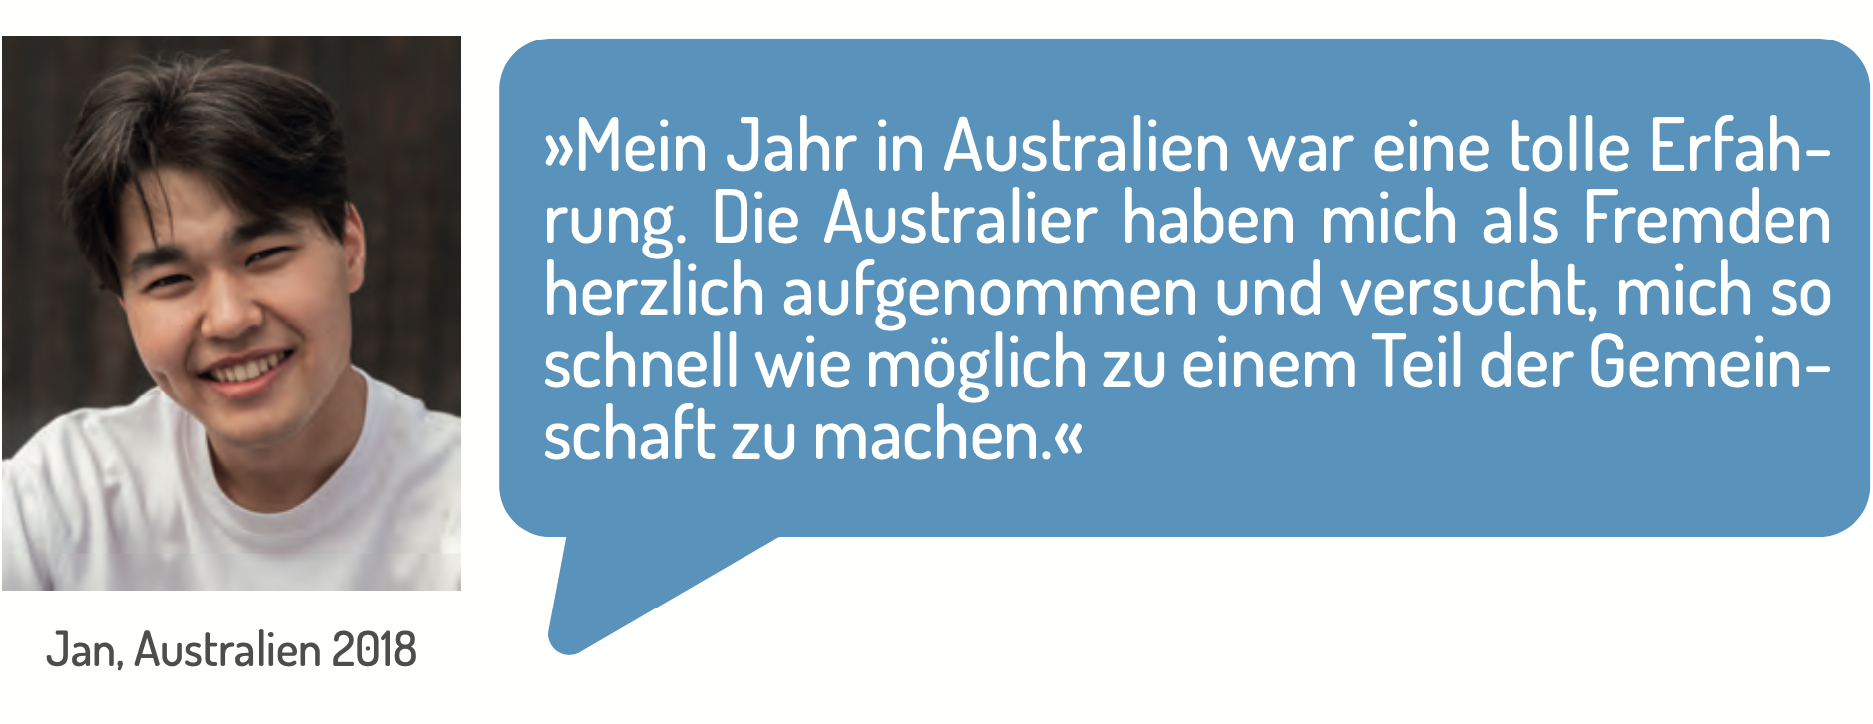 »Mein Jahr in Australien war eine tolle Erfah-
rung. Die Australier haben mich als Fremden
herzlich aufgenommen und versucht, mich so
schnell wie möglich zu einem Teil der Gemein-
schaft zu machen.«
Jan, Australien 2018